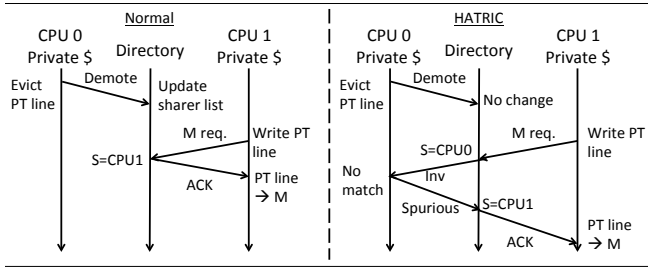 Normal
CPU 0
Private $
Directory
CPU 1
Private $
Evict
PT line
Demote
Update
sharer list
M req.
Write PT
line
S=CPU1
ACK
PT line
→ M
HATRIC
CPU 0
Private $
Directory
CPU 1
Private $
Evict
PT line
Demote
No change
M req.
Write PT
line
S=CPU0
Inv
No
match
Spurious
S=CPU1
ACK
PT line
→ M